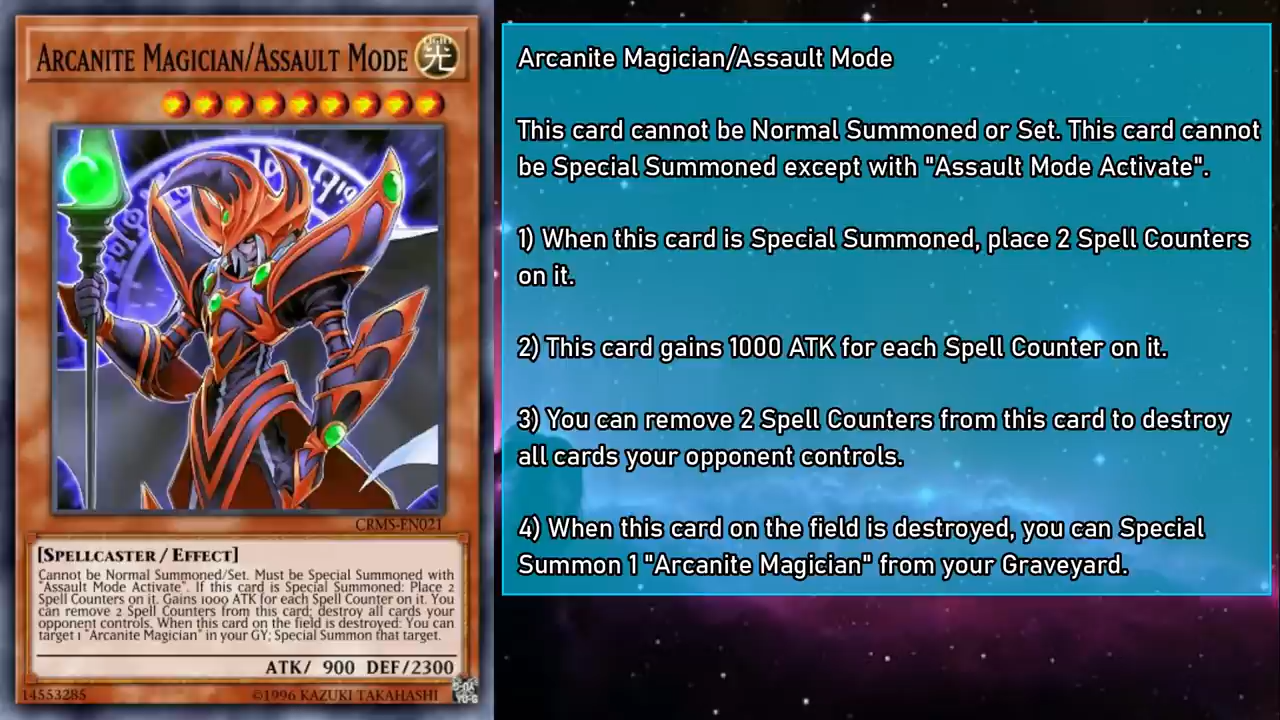 ARCANITE MAGICIAN/ASSAULT MODE
LIGHT
光
CRMS-EN021
[SPELLCASTER / EFFECT]
Cannot be Normal Summoned/Set. Must be Special Summoned with
"Assault Mode Activate". If this card is Special Summoned: Place 2
Spell Counters on it. Gains 1000 ATK for each Spell Counter on it. You
can remove 2 Spell Counters from this card; destroy all cards your
opponent controls. When this card on the field is destroyed: You can
target 1 "Arcanite Magician" in your GY; Special Summon that target.
ATK/ 900 DEF/2300
14553285
©1996 KAZUKI TAKAHASHI
Arcanite Magician/Assault Mode
This card cannot be Normal Summoned or Set. This card cannot
be Special Summoned except with "Assault Mode Activate".
1) When this card is Special Summoned, place 2 Spell Counters
on it.
2) This card gains 1000 ATK for each Spell Counter on it.
3) You can remove 2 Spell Counters from this card to destroy
all cards your opponent controls.
4) When this card on the field is destroyed, you can Special
Summon 1 "Arcanite Magician" from your Graveyard.